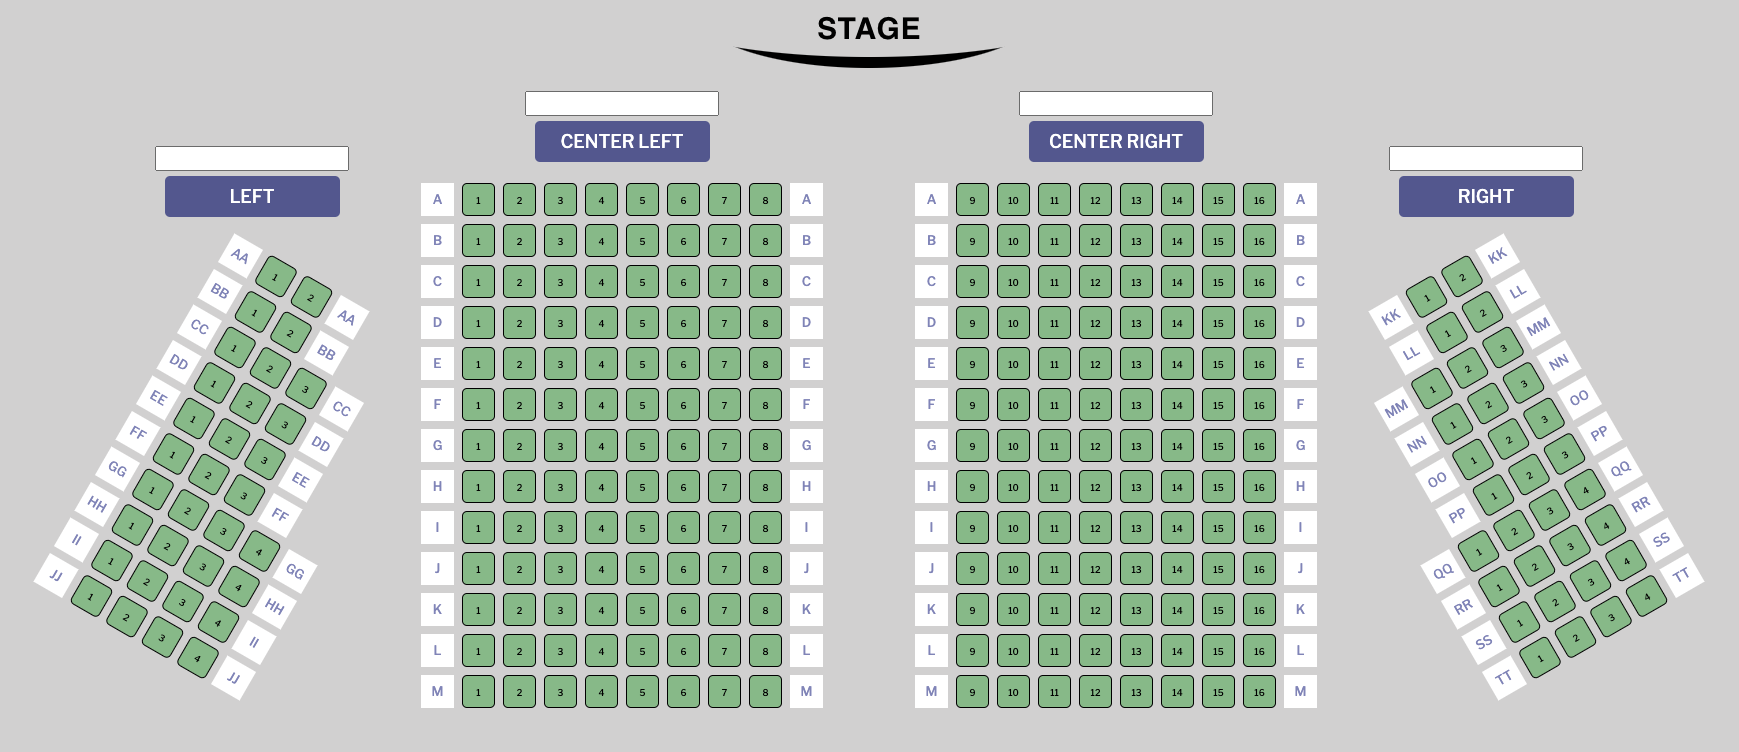 STAGE
CENTER LEFT
CENTER RIGHT
LEFT
RIGHT
AA 1 2 AA
BB 1 2 BB
CC 1 2 3 CC
DD 1 2 3 DD
EE 1 2 3 EE
FF 1 2 3 FF
GG 1 2 3 4 GG
HH 1 2 3 4 HH
II 1 2 3 4 II
JJ 1 2 3 4 JJ
A 1 2 3 4 5 6 7 8 A
B 1 2 3 4 5 6 7 8 B
C 1 2 3 4 5 6 7 8 C
D 1 2 3 4 5 6 7 8 D
E 1 2 3 4 5 6 7 8 E
F 1 2 3 4 5 6 7 8 F
G 1 2 3 4 5 6 7 8 G
H 1 2 3 4 5 6 7 8 H
I 1 2 3 4 5 6 7 8 I
J 1 2 3 4 5 6 7 8 J
K 1 2 3 4 5 6 7 8 K
L 1 2 3 4 5 6 7 8 L
M 1 2 3 4 5 6 7 8 M
A 9 10 11 12 13 14 15 16 A
B 9 10 11 12 13 14 15 16 B
C 9 10 11 12 13 14 15 16 C
D 9 10 11 12 13 14 15 16 D
E 9 10 11 12 13 14 15 16 E
F 9 10 11 12 13 14 15 16 F
G 9 10 11 12 13 14 15 16 G
H 9 10 11 12 13 14 15 16 H
I 9 10 11 12 13 14 15 16 I
J 9 10 11 12 13 14 15 16 J
K 9 10 11 12 13 14 15 16 K
L 9 10 11 12 13 14 15 16 L
M 9 10 11 12 13 14 15 16 M
KK 1 2 KK
LL 1 2 LL
MM 1 2 3 MM
NN 1 2 3 NN
OO 1 2 3 OO
PP 1 2 3 PP
QQ 1 2 3 4 QQ
RR 1 2 3 4 RR
SS 1 2 3 4 SS
TT 1 2 3 4 TT